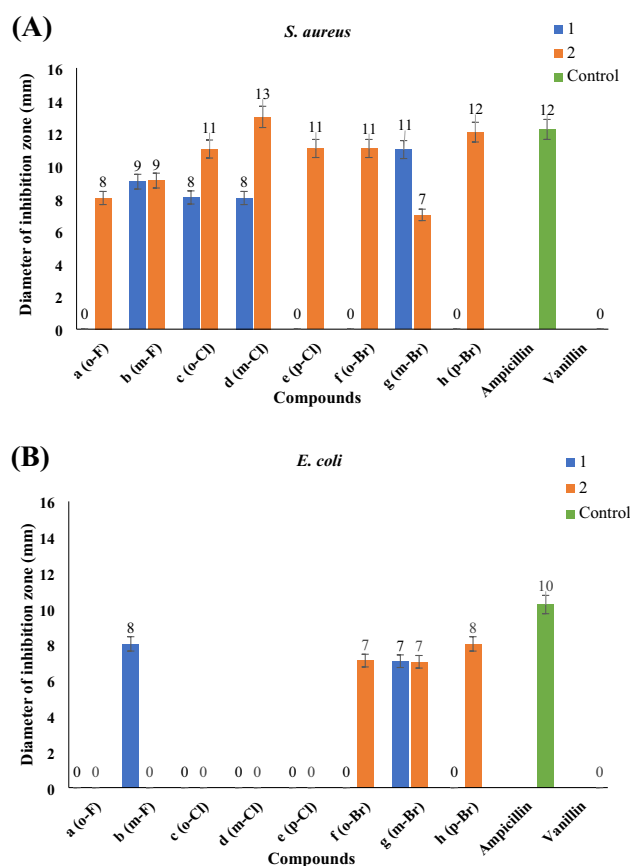 (A)
S. aureus
1
2
Control
Diameter of inhibition zone (mm)
16
14
12
10
8
6
4
2
0
0 8 9 9 8 11 8 13 0 11 0 11 11 7 0 12 12 0
a (o-F) b (m-F) c (o-Cl) d (m-Cl) e (p-Cl) f (o-Br) g (m-Br) h (p-Br) Ampicillin Vanillin
Compounds
(B)
E. coli
1
2
Control
Diameter of inhibition zone (mm)
16
14
12
10
8
6
4
2
0
0 0 8 0 0 0 0 0 0 0 0 7 7 7 0 8 10 0
a (o-F) b (m-F) c (o-Cl) d (m-Cl) e (p-Cl) f (o-Br) g (m-Br) h (p-Br) Ampicillin Vanillin
Compounds